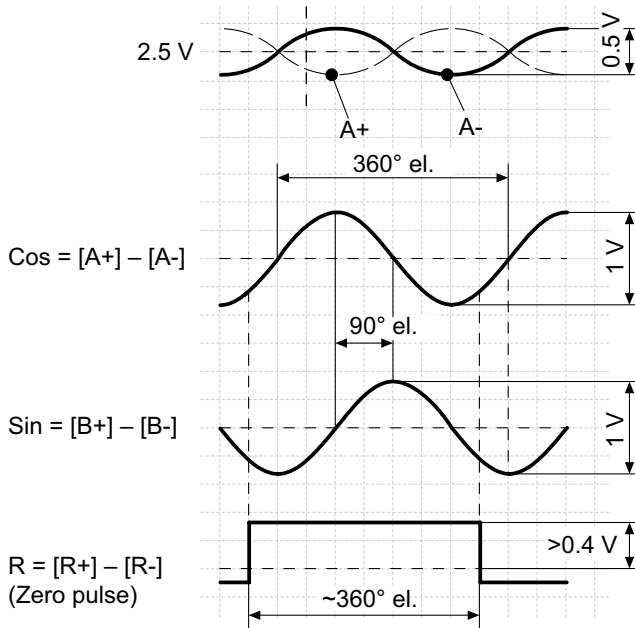 2.5 V
0.5 V
A+
A-
360° el.
Cos = [A+] – [A-]
1 V
90° el.
Sin = [B+] – [B-]
1 V
>0.4 V
R = [R+] – [R-]
(Zero pulse)
~360° el.